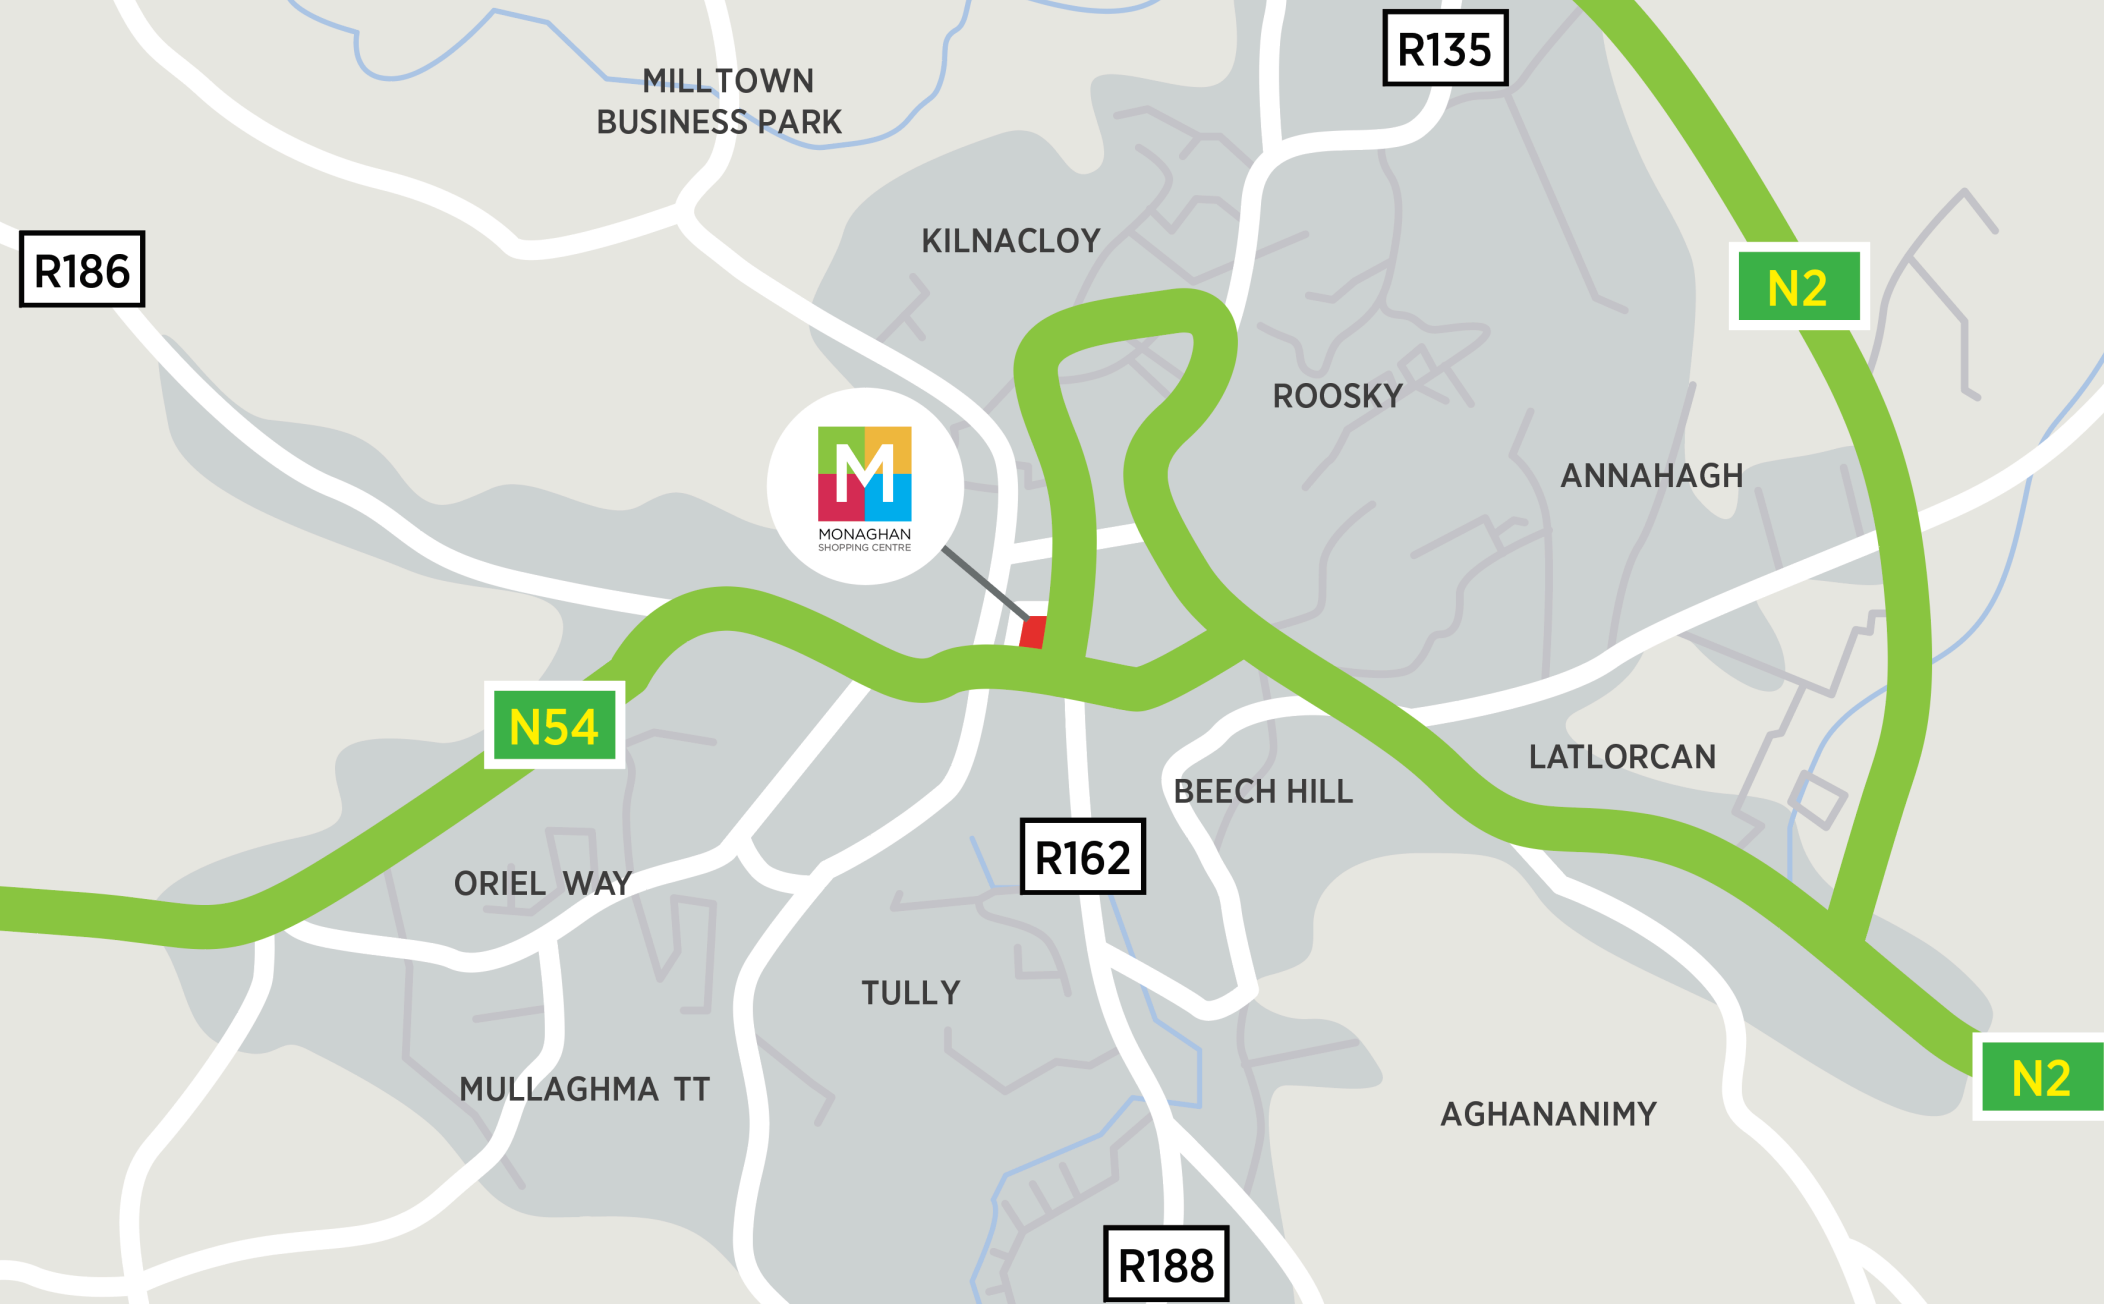 R135
MILLTOWN
BUSINESS PARK
KILNACLOY
R186
N2
ROOSKY
M
MONAGHAN
SHOPPING CENTRE
ANNAHAGH
N54
LATLORCAN
BEECH HILL
R162
ORIEL WAY
TULLY
MULLAGHMA TT
N2
AGHANANIMY
R188